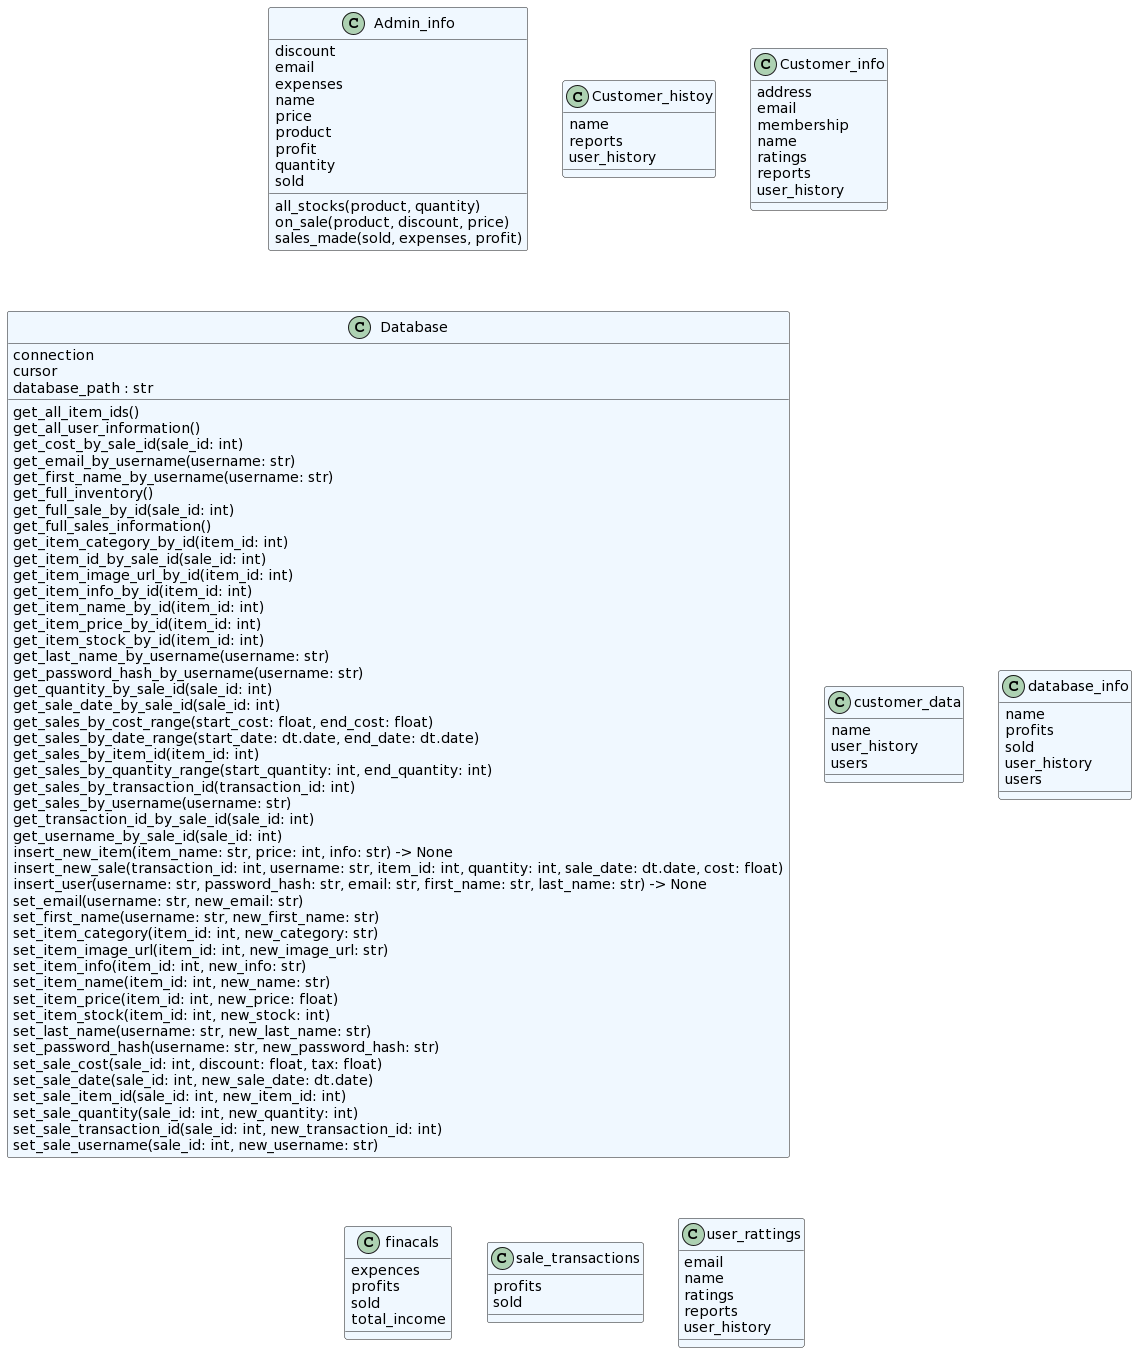 C Admin_info
discount
email
expenses
name
price
product
profit
quantity
sold
all_stocks(product, quantity)
on_sale(product, discount, price)
sales_made(sold, expenses, profit)
C Customer_histoy
name
reports
user_history
C Customer_info
address
email
membership
name
ratings
reports
user_history
C Database
connection
cursor
database_path : str
get_all_item_ids()
get_all_user_information()
get_cost_by_sale_id(sale_id: int)
get_email_by_username(username: str)
get_first_name_by_username(username: str)
get_full_inventory()
get_full_sale_by_id(sale_id: int)
get_full_sales_information()
get_item_category_by_id(item_id: int)
get_item_id_by_sale_id(sale_id: int)
get_item_image_url_by_id(item_id: int)
get_item_info_by_id(item_id: int)
get_item_name_by_id(item_id: int)
get_item_price_by_id(item_id: int)
get_item_stock_by_id(item_id: int)
get_last_name_by_username(username: str)
get_password_hash_by_username(username: str)
get_quantity_by_sale_id(sale_id: int)
get_sale_date_by_sale_id(sale_id: int)
get_sales_by_cost_range(start_cost: float, end_cost: float)
get_sales_by_date_range(start_date: dt.date, end_date: dt.date)
get_sales_by_item_id(item_id: int)
get_sales_by_quantity_range(start_quantity: int, end_quantity: int)
get_sales_by_transaction_id(transaction_id: int)
get_sales_by_username(username: str)
get_transaction_id_by_sale_id(sale_id: int)
get_username_by_sale_id(sale_id: int)
insert_new_item(item_name: str, price: int, info: str) -> None
insert_new_sale(transaction_id: int, username: str, item_id: int, quantity: int, sale_date: dt.date, cost: float)
insert_user(username: str, password_hash: str, email: str, first_name: str, last_name: str) -> None
set_email(username: str, new_email: str)
set_first_name(username: str, new_first_name: str)
set_item_category(item_id: int, new_category: str)
set_item_image_url(item_id: int, new_image_url: str)
set_item_info(item_id: int, new_info: str)
set_item_name(item_id: int, new_name: str)
set_item_price(item_id: int, new_price: float)
set_item_stock(item_id: int, new_stock: int)
set_last_name(username: str, new_last_name: str)
set_password_hash(username: str, new_password_hash: str)
set_sale_cost(sale_id: int, discount: float, tax: float)
set_sale_date(sale_id: int, new_sale_date: dt.date)
set_sale_item_id(sale_id: int, new_item_id: int)
set_sale_quantity(sale_id: int, new_quantity: int)
set_sale_transaction_id(sale_id: int, new_transaction_id: int)
set_sale_username(sale_id: int, new_username: str)
C customer_data
name
user_history
users
C database_info
name
profits
sold
user_history
users
C finacals
expences
profits
sold
total_income
C sale_transactions
profits
sold
C user_rattings
email
name
ratings
reports
user_history